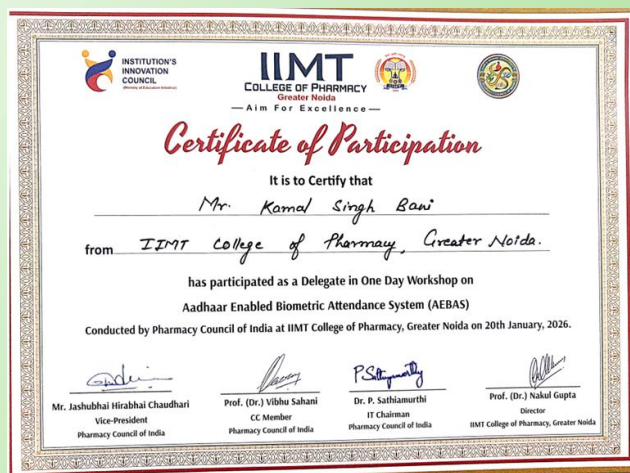 INSTITUTION'S
INNOVATION
COUNCIL
(Ministry of Education Initiative)
IIMT
COLLEGE OF PHARMACY
Greater Noida
—Aim For Excellence—
Certificate of Participation
It is to Certify that
Mr. Kamal Singh Bani
from IIMT College of Pharmacy, Greater Noida.
has participated as a Delegate in One Day Workshop on
Aadhaar Enabled Biometric Attendance System (AEBAS)
Conducted by Pharmacy Council of India at IIMT College of Pharmacy, Greater Noida on 20th January, 2026.
P. Sathiyamurthy
Mr. Jashubhai Hirabhai Chaudhari
Vice-President
Pharmacy Council of India
Prof. (Dr.) Vibhu Sahani
CC Member
Pharmacy Council of India
Dr. P. Sathiamurthi
IT Chairman
Pharmacy Council of India
Prof. (Dr.) Nakul Gupta
Director
IIMT College of Pharmacy, Greater Noida